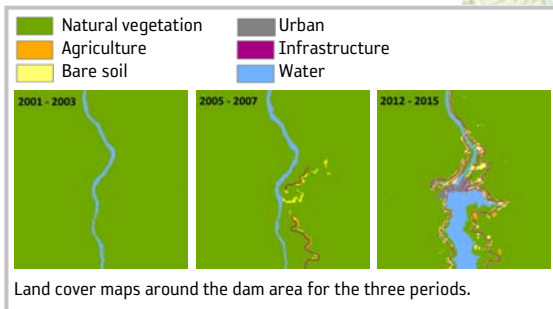 Natural vegetation
Agriculture
Bare soil
Urban
Infrastructure
Water
2001 - 2003
2005 - 2007
2012 - 2015
Land cover maps around the dam area for the three periods.